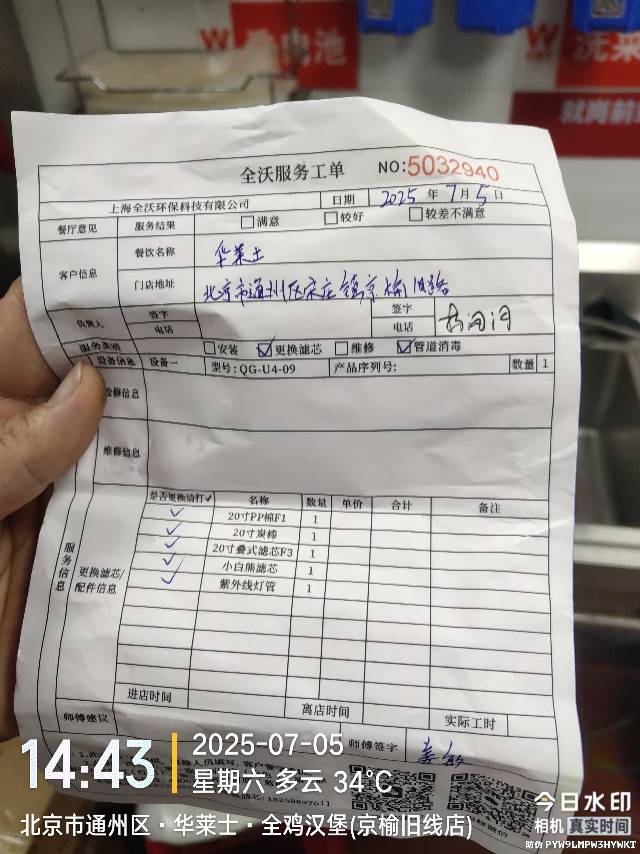 鸡肉池
洗菜
就岗前
全沃服务工单 NO:5032940
上海全沃环保科技有限公司 日期 2025 年 7 月 5 日
餐厅意见 服务结果 满意 较好 较差不满意
客户信息 餐饮名称 华莱士
门店地址 北京市通州区宋庄镇京榆旧路
负责人 签字 电话 签字 电话
服务类别 安装 更换滤芯 维修 管道消毒
设备信息 设备一 型号:QG-U4-09 产品序列号: 数量 1
检修信息
维修信息
服务信息
更换滤芯/配件信息
是否更换请打✓ 名称 数量 单价 合计 备注
✓ 20寸PP棉F1 1
✓ 20寸炭棒 1
✓ 20寸叠式滤芯F3 1
✓ 小白熊滤芯 1
✓ 紫外线灯管 1
进店时间 离店时间 实际工时
师傅建议
师傅签字
14:43
2025-07-05
星期六 多云 34°C
北京市通州区·华莱士·全鸡汉堡(京榆旧线店)
今日水印
相机 真实时间
防伪 PYW9LMPW3HYWKI